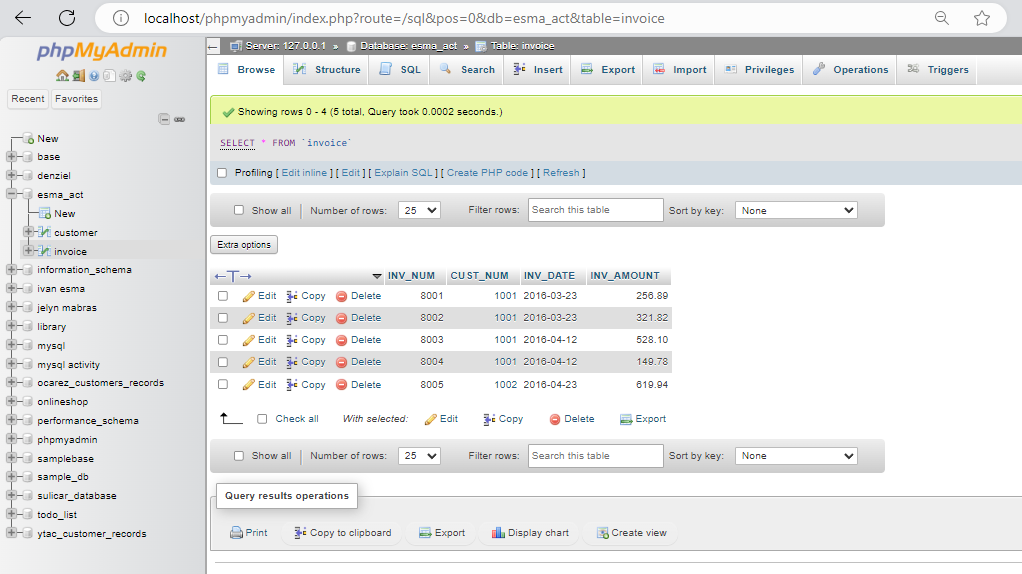 localhost/phpmyadmin/index.php?route=/sql&pos=0&db=esma_act&table=invoice
phpMyAdmin
Recent Favorites
New
base
denziel
esma_act
New
customer
invoice
information_schema
ivan esma
jelyn mabras
library
mysql
mysql activity
ocarez_customers_records
onlineshop
performance_schema
phpmyadmin
samplebase
sample_db
sulicar_database
todo_list
ytac_customer_records
Server: 127.0.0.1 » Database: esma_act » Table: invoice
Browse Structure SQL Search Insert Export Import Privileges Operations Triggers
Showing rows 0 - 4 (5 total, Query took 0.0002 seconds.)
SELECT * FROM `invoice`
Profiling [ Edit inline ] [ Edit ] [ Explain SQL ] [ Create PHP code ] [ Refresh ]
Show all Number of rows: 25 Filter rows: Search this table Sort by key: None
Extra options
INV_NUM CUST_NUM INV_DATE INV_AMOUNT
Edit Copy Delete 8001 1001 2016-03-23 256.89
Edit Copy Delete 8002 1001 2016-03-23 321.82
Edit Copy Delete 8003 1001 2016-04-12 528.10
Edit Copy Delete 8004 1001 2016-04-12 149.78
Edit Copy Delete 8005 1002 2016-04-23 619.94
Check all With selected: Edit Copy Delete Export
Show all Number of rows: 25 Filter rows: Search this table Sort by key: None
Query results operations
Print Copy to clipboard Export Display chart Create view